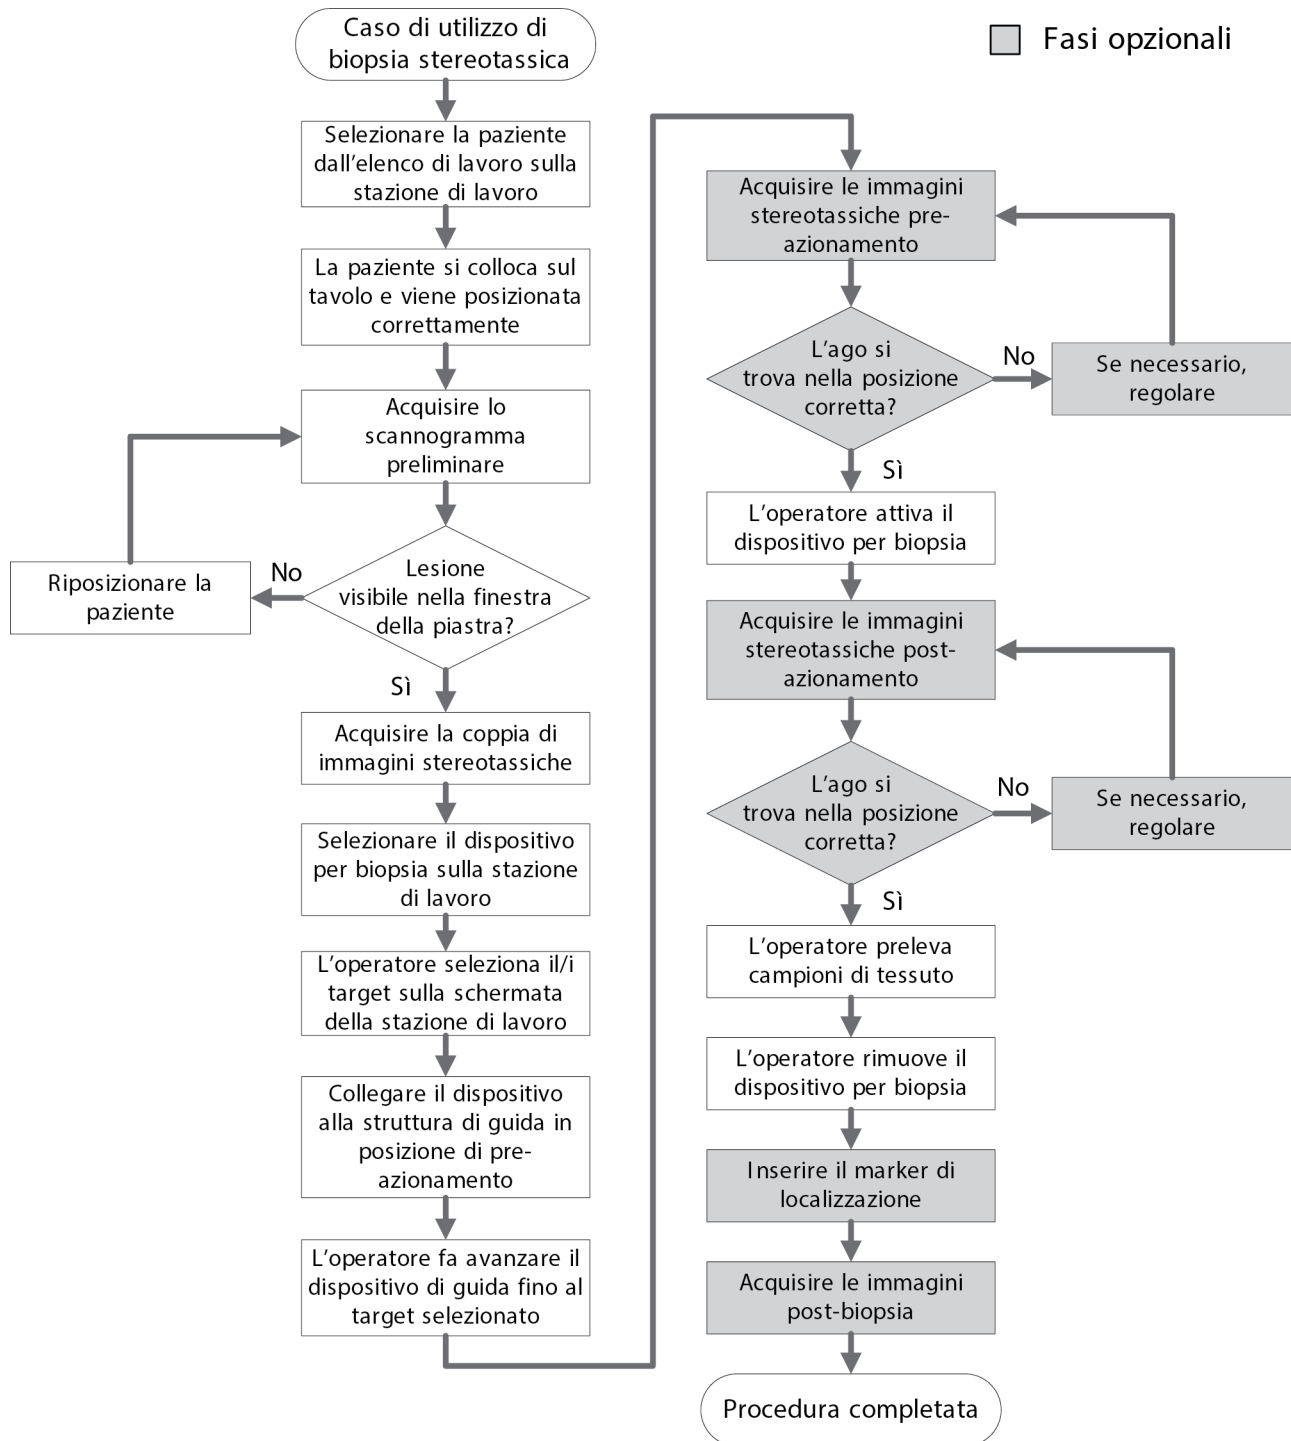 Caso di utilizzo di
biopsia stereotassica
Fasi opzionali
Selezionare la paziente
dall'elenco di lavoro sulla
stazione di lavoro
La paziente si colloca sul
tavolo e viene posizionata
correttamente
Acquisire lo
scannogramma
preliminare
Lesione
visibile nella finestra
della piastra?
No
Riposizionare la
paziente
Sì
Acquisire la coppia di
immagini stereotassiche
Selezionare il dispositivo
per biopsia sulla stazione
di lavoro
L'operatore seleziona il/i
target sulla schermata
della stazione di lavoro
Collegare il dispositivo
alla struttura di guida in
posizione di pre-
azionamento
L'operatore fa avanzare il
dispositivo di guida fino al
target selezionato
Acquisire le immagini
stereotassiche pre-
azionamento
L'ago si
trova nella posizione
corretta?
No
Se necessario,
regolare
Sì
L'operatore attiva il
dispositivo per biopsia
Acquisire le immagini
stereotassiche post-
azionamento
L'ago si
trova nella posizione
corretta?
No
Se necessario,
regolare
Sì
L'operatore preleva
campioni di tessuto
L'operatore rimuove il
dispositivo per biopsia
Inserire il marker di
localizzazione
Acquisire le immagini
post-biopsia
Procedura completata